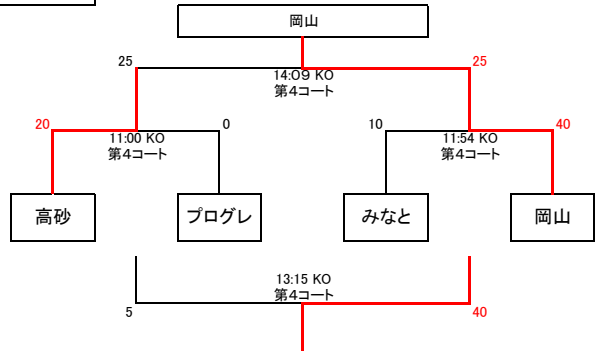 岡山
25
25
14:09 KO
第4コート
20
0
10
40
11:00 KO
第4コート
11:54 KO
第4コート
高砂
プログレ
みなと
岡山
13:15 KO
第4コート
5
40